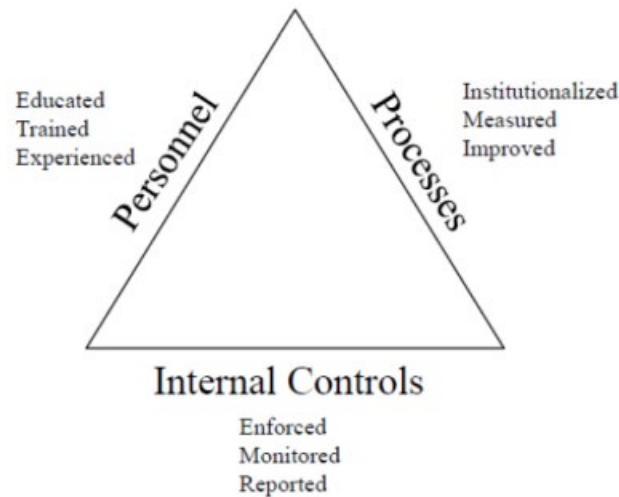 Educated
Trained
Experienced
Personnel
Processes
Institutionalized
Measured
Improved
Internal Controls
Enforced
Monitored
Reported